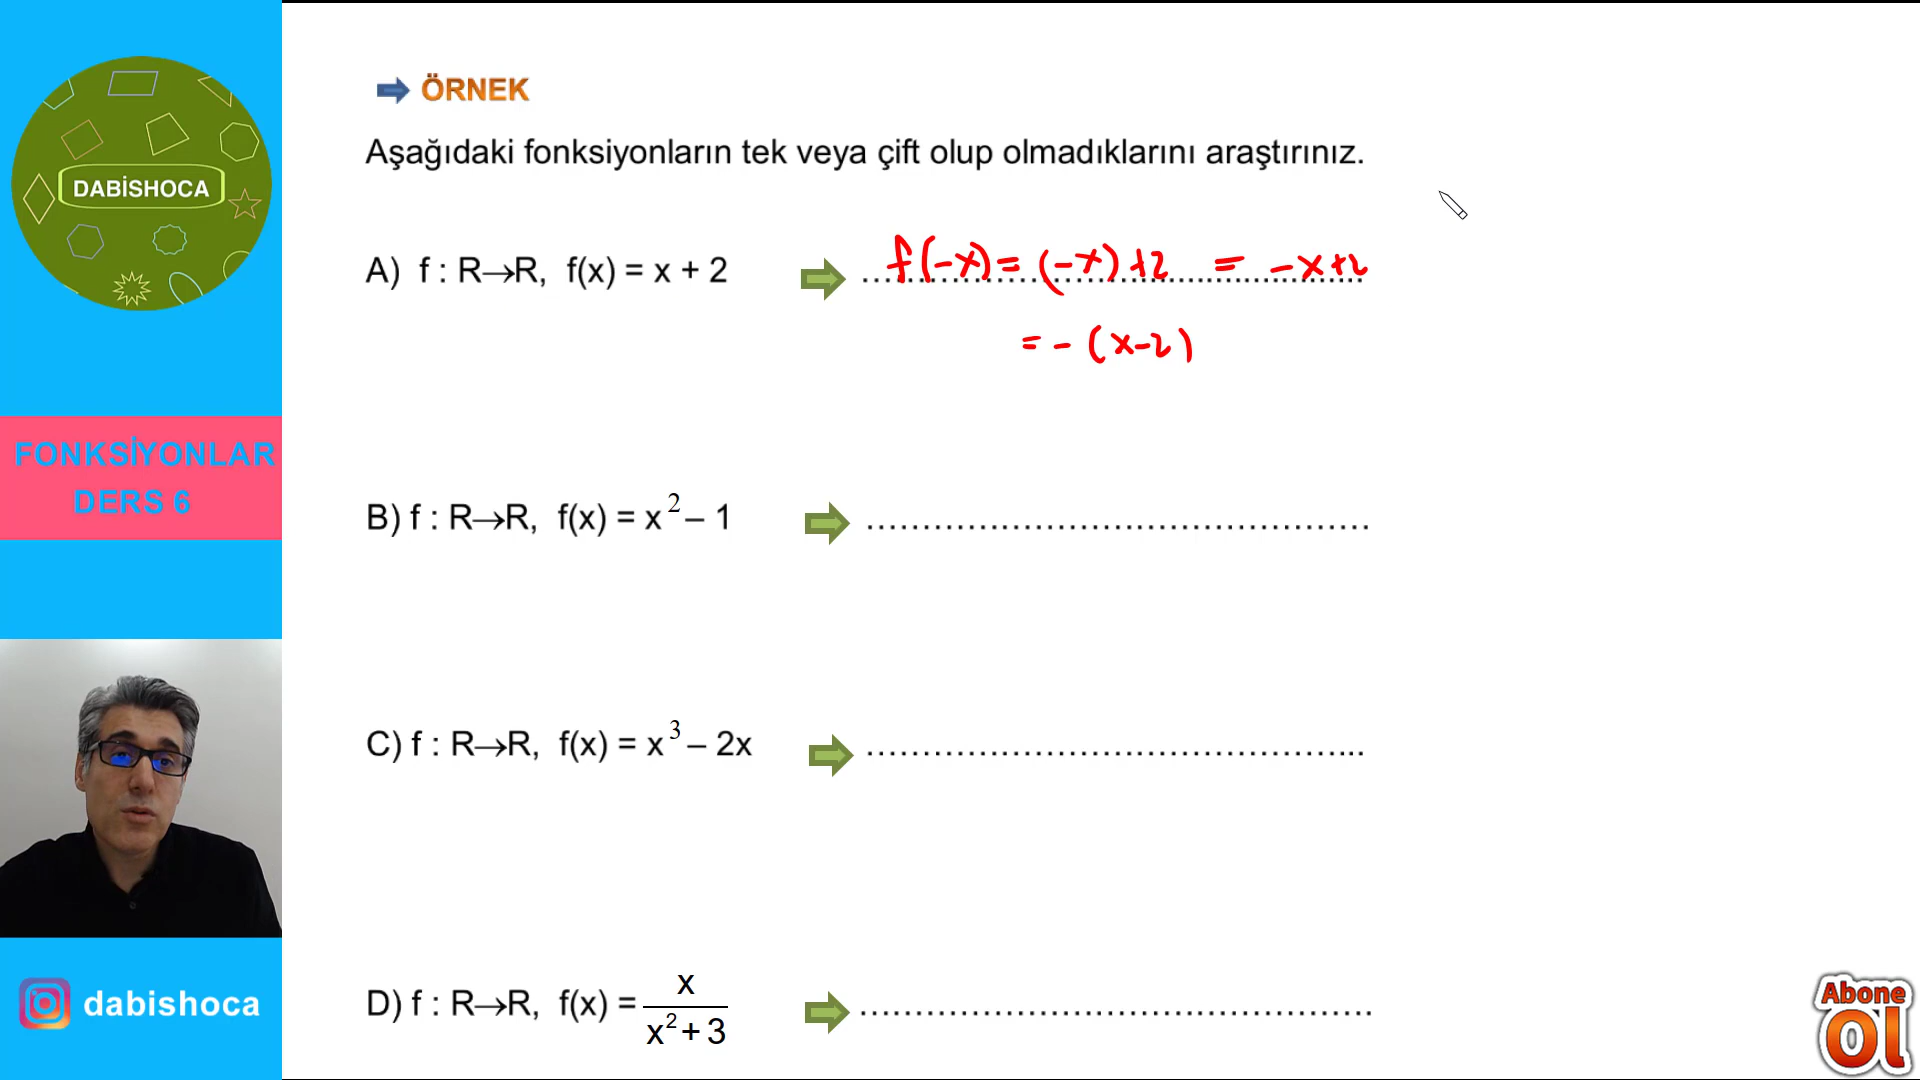 DABİSHOCA
FONKSİYONLAR
DERS 6
dabishoca
ÖRNEK
Aşağıdaki fonksiyonların tek veya çift olup olmadıklarını araştırınız.
A) f : R→R, f(x) = x + 2 f(-x) = (-x) +2 = -x+2
= - (x-2)
B) f : R→R, f(x) = x² – 1 ................................................
C) f : R→R, f(x) = x³ – 2x ................................................
D) f : R→R, f(x) = x / x² + 3 ................................................
Abone
Ol